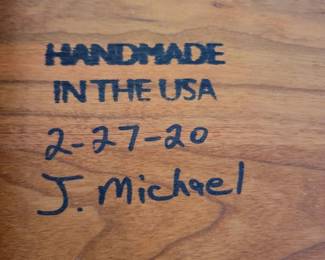 HANDMADE
IN THE USA
2-27-20
J. Michael